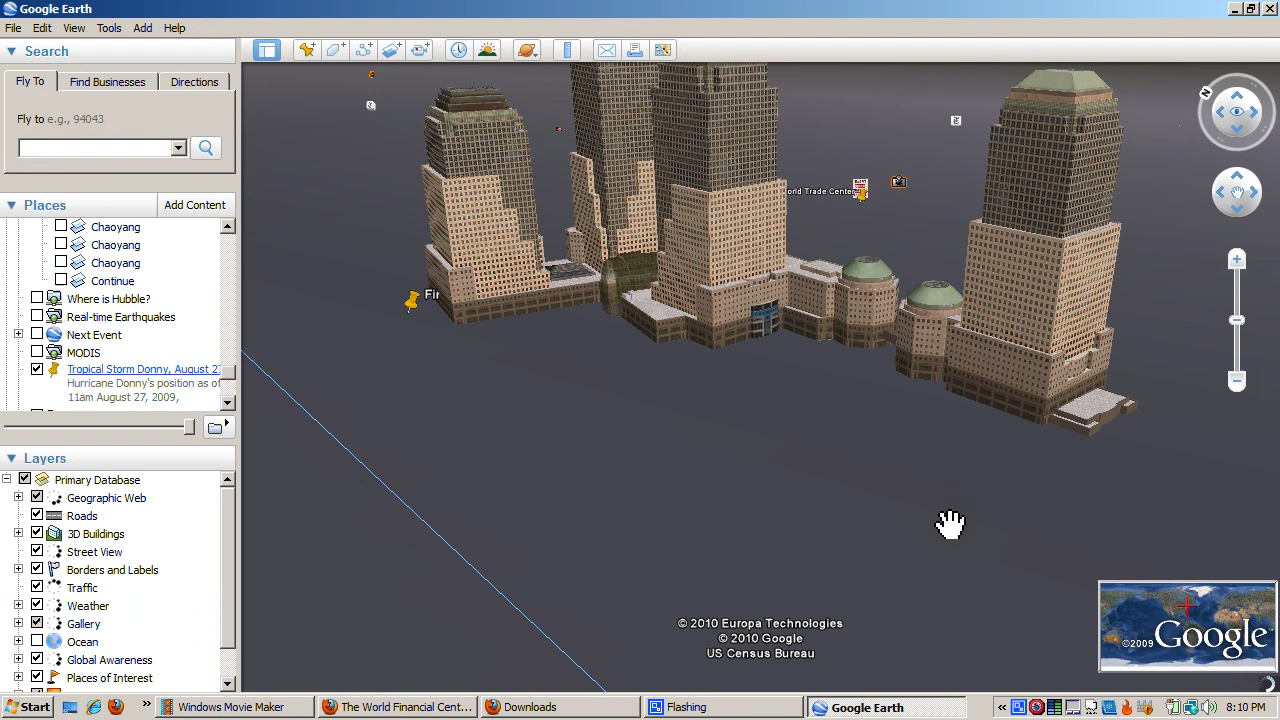 Google Earth
File Edit View Tools Add Help
Search
Fly To Find Businesses Directions
Fly to e.g., 94043
Places Add Content
Chaoyang
Chaoyang
Chaoyang
Continue
Where is Hubble?
Real-time Earthquakes
Next Event
MODIS
Tropical Storm Donny, August 2
Hurricane Donny's position as of
11am August 27, 2009,
Layers
Primary Database
Geographic Web
Roads
3D Buildings
Street View
Borders and Labels
Traffic
Weather
Gallery
Ocean
Global Awareness
Places of Interest
N
orld Trade Center
Fir
© 2010 Europa Technologies
© 2010 Google
US Census Bureau
©2009 Google
Start Windows Movie Maker The World Financial Cent... Downloads Flashing Google Earth 8:10 PM